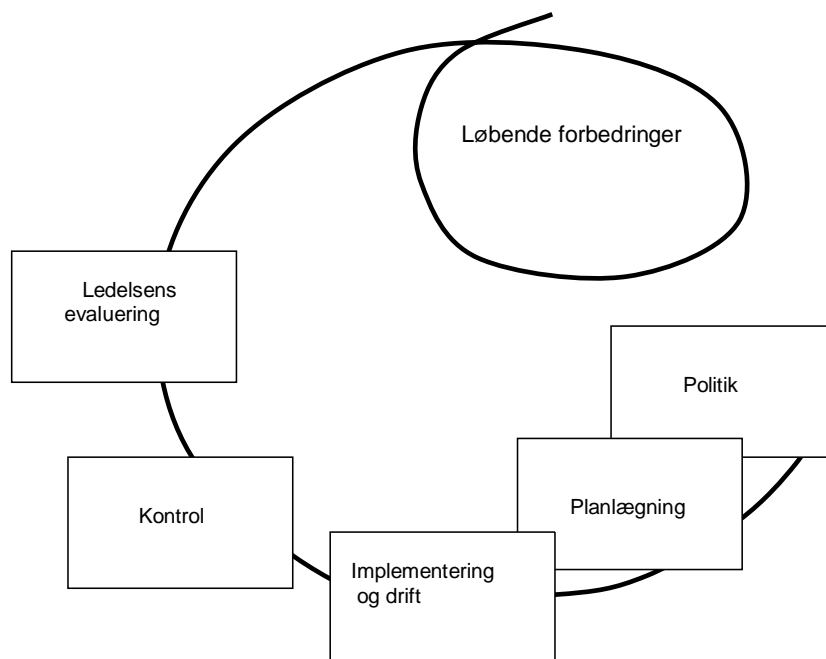 Løbende forbedringer
Ledelsens
evaluering
Politik
Kontrol
Planlægning
Implementering
og drift